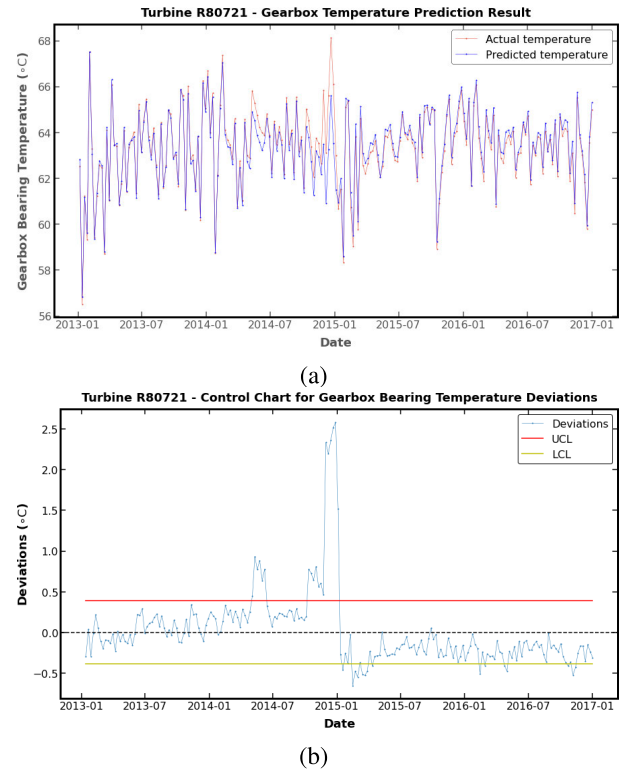 Turbine R80721 - Gearbox Temperature Prediction Result
Gearbox Bearing Temperature (°C)
68
66
64
62
60
58
56
Actual temperature
Predicted temperature
2013-01 2013-07 2014-01 2014-07 2015-01 2015-07 2016-01 2016-07 2017-01
Date
(a)
Turbine R80721 - Control Chart for Gearbox Bearing Temperature Deviations
Deviations (°C)
2.5
2.0
1.5
1.0
0.5
0.0
−0.5
Deviations
UCL
LCL
2013-01 2013-07 2014-01 2014-07 2015-01 2015-07 2016-01 2016-07 2017-01
Date
(b)